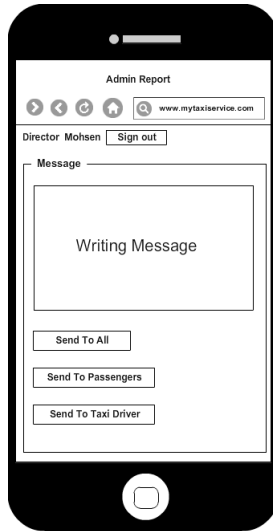 Admin Report
www.mytaxiservice.com
Director Mohsen Sign out
Message
Writing Message
Send To All
Send To Passengers
Send To Taxi Driver